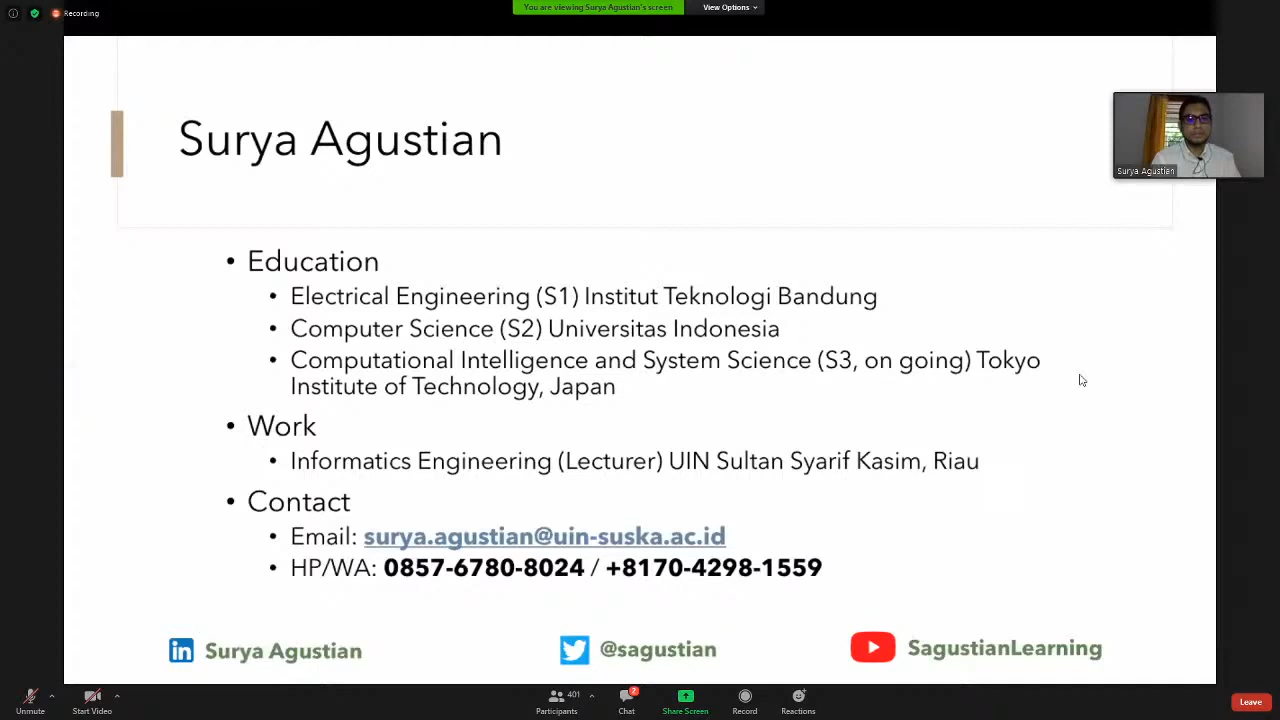 Recording
You are viewing Surya Agustian's screen
View Options
Surya Agustian
Surya Agustian
• Education
• Electrical Engineering (S1) Institut Teknologi Bandung
• Computer Science (S2) Universitas Indonesia
• Computational Intelligence and System Science (S3, on going) Tokyo
Institute of Technology, Japan
• Work
• Informatics Engineering (Lecturer) UIN Sultan Syarif Kasim, Riau
• Contact
• Email: surya.agustian@uin-suska.ac.id
• HP/WA: 0857-6780-8024 / +8170-4298-1559
in Surya Agustian
@sagustian
SagustianLearning
Unmute
Start Video
401
Participants
2
Chat
Share Screen
Record
Reactions
Leave